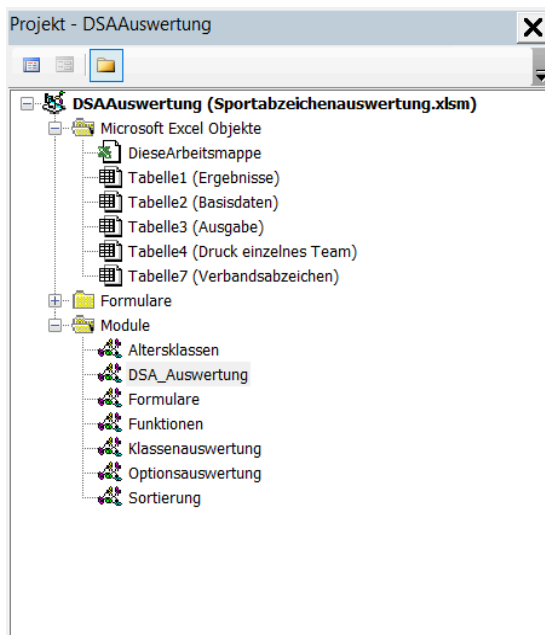 Projekt - DSAAuswertung
DSAAuswertung (Sportabzeichenauswertung.xlsm)
Microsoft Excel Objekte
DieseArbeitsmappe
Tabelle1 (Ergebnisse)
Tabelle2 (Basisdaten)
Tabelle3 (Ausgabe)
Tabelle4 (Druck einzelnes Team)
Tabelle7 (Verbandsabzeichen)
Formulare
Module
Altersklassen
DSA_Auswertung
Formulare
Funktionen
Klassenauswertung
Optionsauswertung
Sortierung